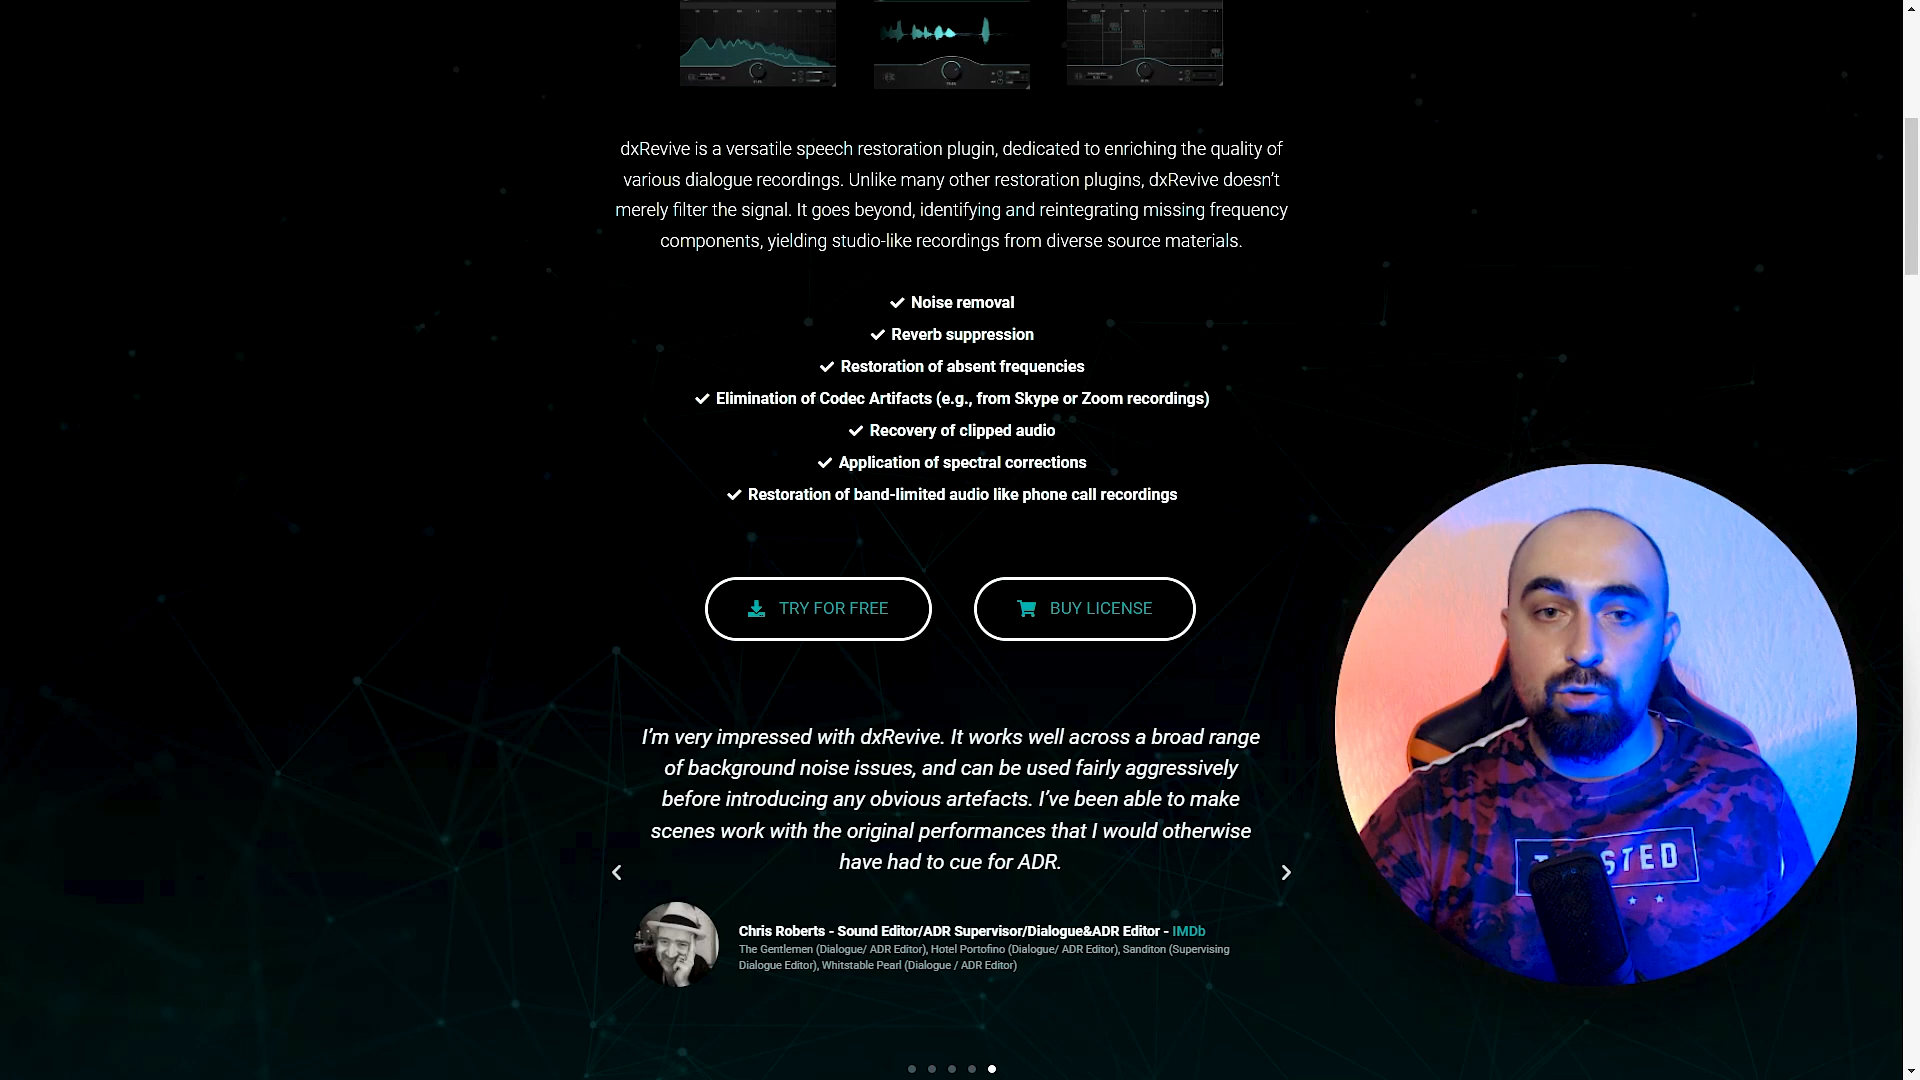 dxRevive is a versatile speech restoration plugin, dedicated to enriching the quality of
various dialogue recordings. Unlike many other restoration plugins, dxRevive doesn’t
merely filter the signal. It goes beyond, identifying and reintegrating missing frequency
components, yielding studio-like recordings from diverse source materials.
Noise removal
Reverb suppression
Restoration of absent frequencies
Elimination of Codec Artifacts (e.g., from Skype or Zoom recordings)
Recovery of clipped audio
Application of spectral corrections
Restoration of band-limited audio like phone call recordings
TRY FOR FREE
BUY LICENSE
I’m very impressed with dxRevive. It works well across a broad range
of background noise issues, and can be used fairly aggressively
before introducing any obvious artefacts. I’ve been able to make
scenes work with the original performances that I would otherwise
have had to cue for ADR.
Chris Roberts - Sound Editor/ADR Supervisor/Dialogue&ADR Editor - IMDb
The Gentlemen (Dialogue/ ADR Editor), Hotel Portofino (Dialogue/ ADR Editor), Sanditon (Supervising
Dialogue Editor), Whitstable Pearl (Dialogue / ADR Editor)